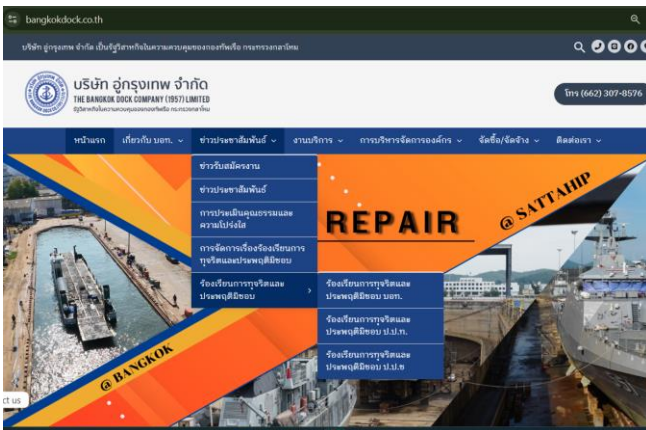 bangkokdock.co.th
บริษัท อู่กรุงเทพ จำกัด เป็นรัฐวิสาหกิจในความควบคุมของกองทัพเรือ กระทรวงกลาโหม
บริษัท อู่กรุงเทพ จำกัด
THE BANGKOK DOCK COMPANY (1957) LIMITED
รัฐวิสาหกิจในความควบคุมของกองทัพเรือ กระทรวงกลาโหม
โทร (662) 307-8576
หน้าแรก เกี่ยวกับ บอท. ข่าวประชาสัมพันธ์ งานบริการ การบริหารจัดการองค์กร จัดซื้อ/จัดจ้าง ติดต่อเรา
ข่าวรับสมัครงาน
ข่าวประชาสัมพันธ์
การประเมินคุณธรรมและ
ความโปร่งใส
การจัดการเรื่องร้องเรียนการ
ทุจริตและประพฤติมิชอบ
ร้องเรียนการทุจริตและ
ประพฤติมิชอบ
ร้องเรียนการทุจริตและ
ประพฤติมิชอบ บอท.
ร้องเรียนการทุจริตและ
ประพฤติมิชอบ ป.ป.ท.
ร้องเรียนการทุจริตและ
ประพฤติมิชอบ ป.ป.ช
REPAIR
@ SATTAHIP
@ BANGKOK
ct us